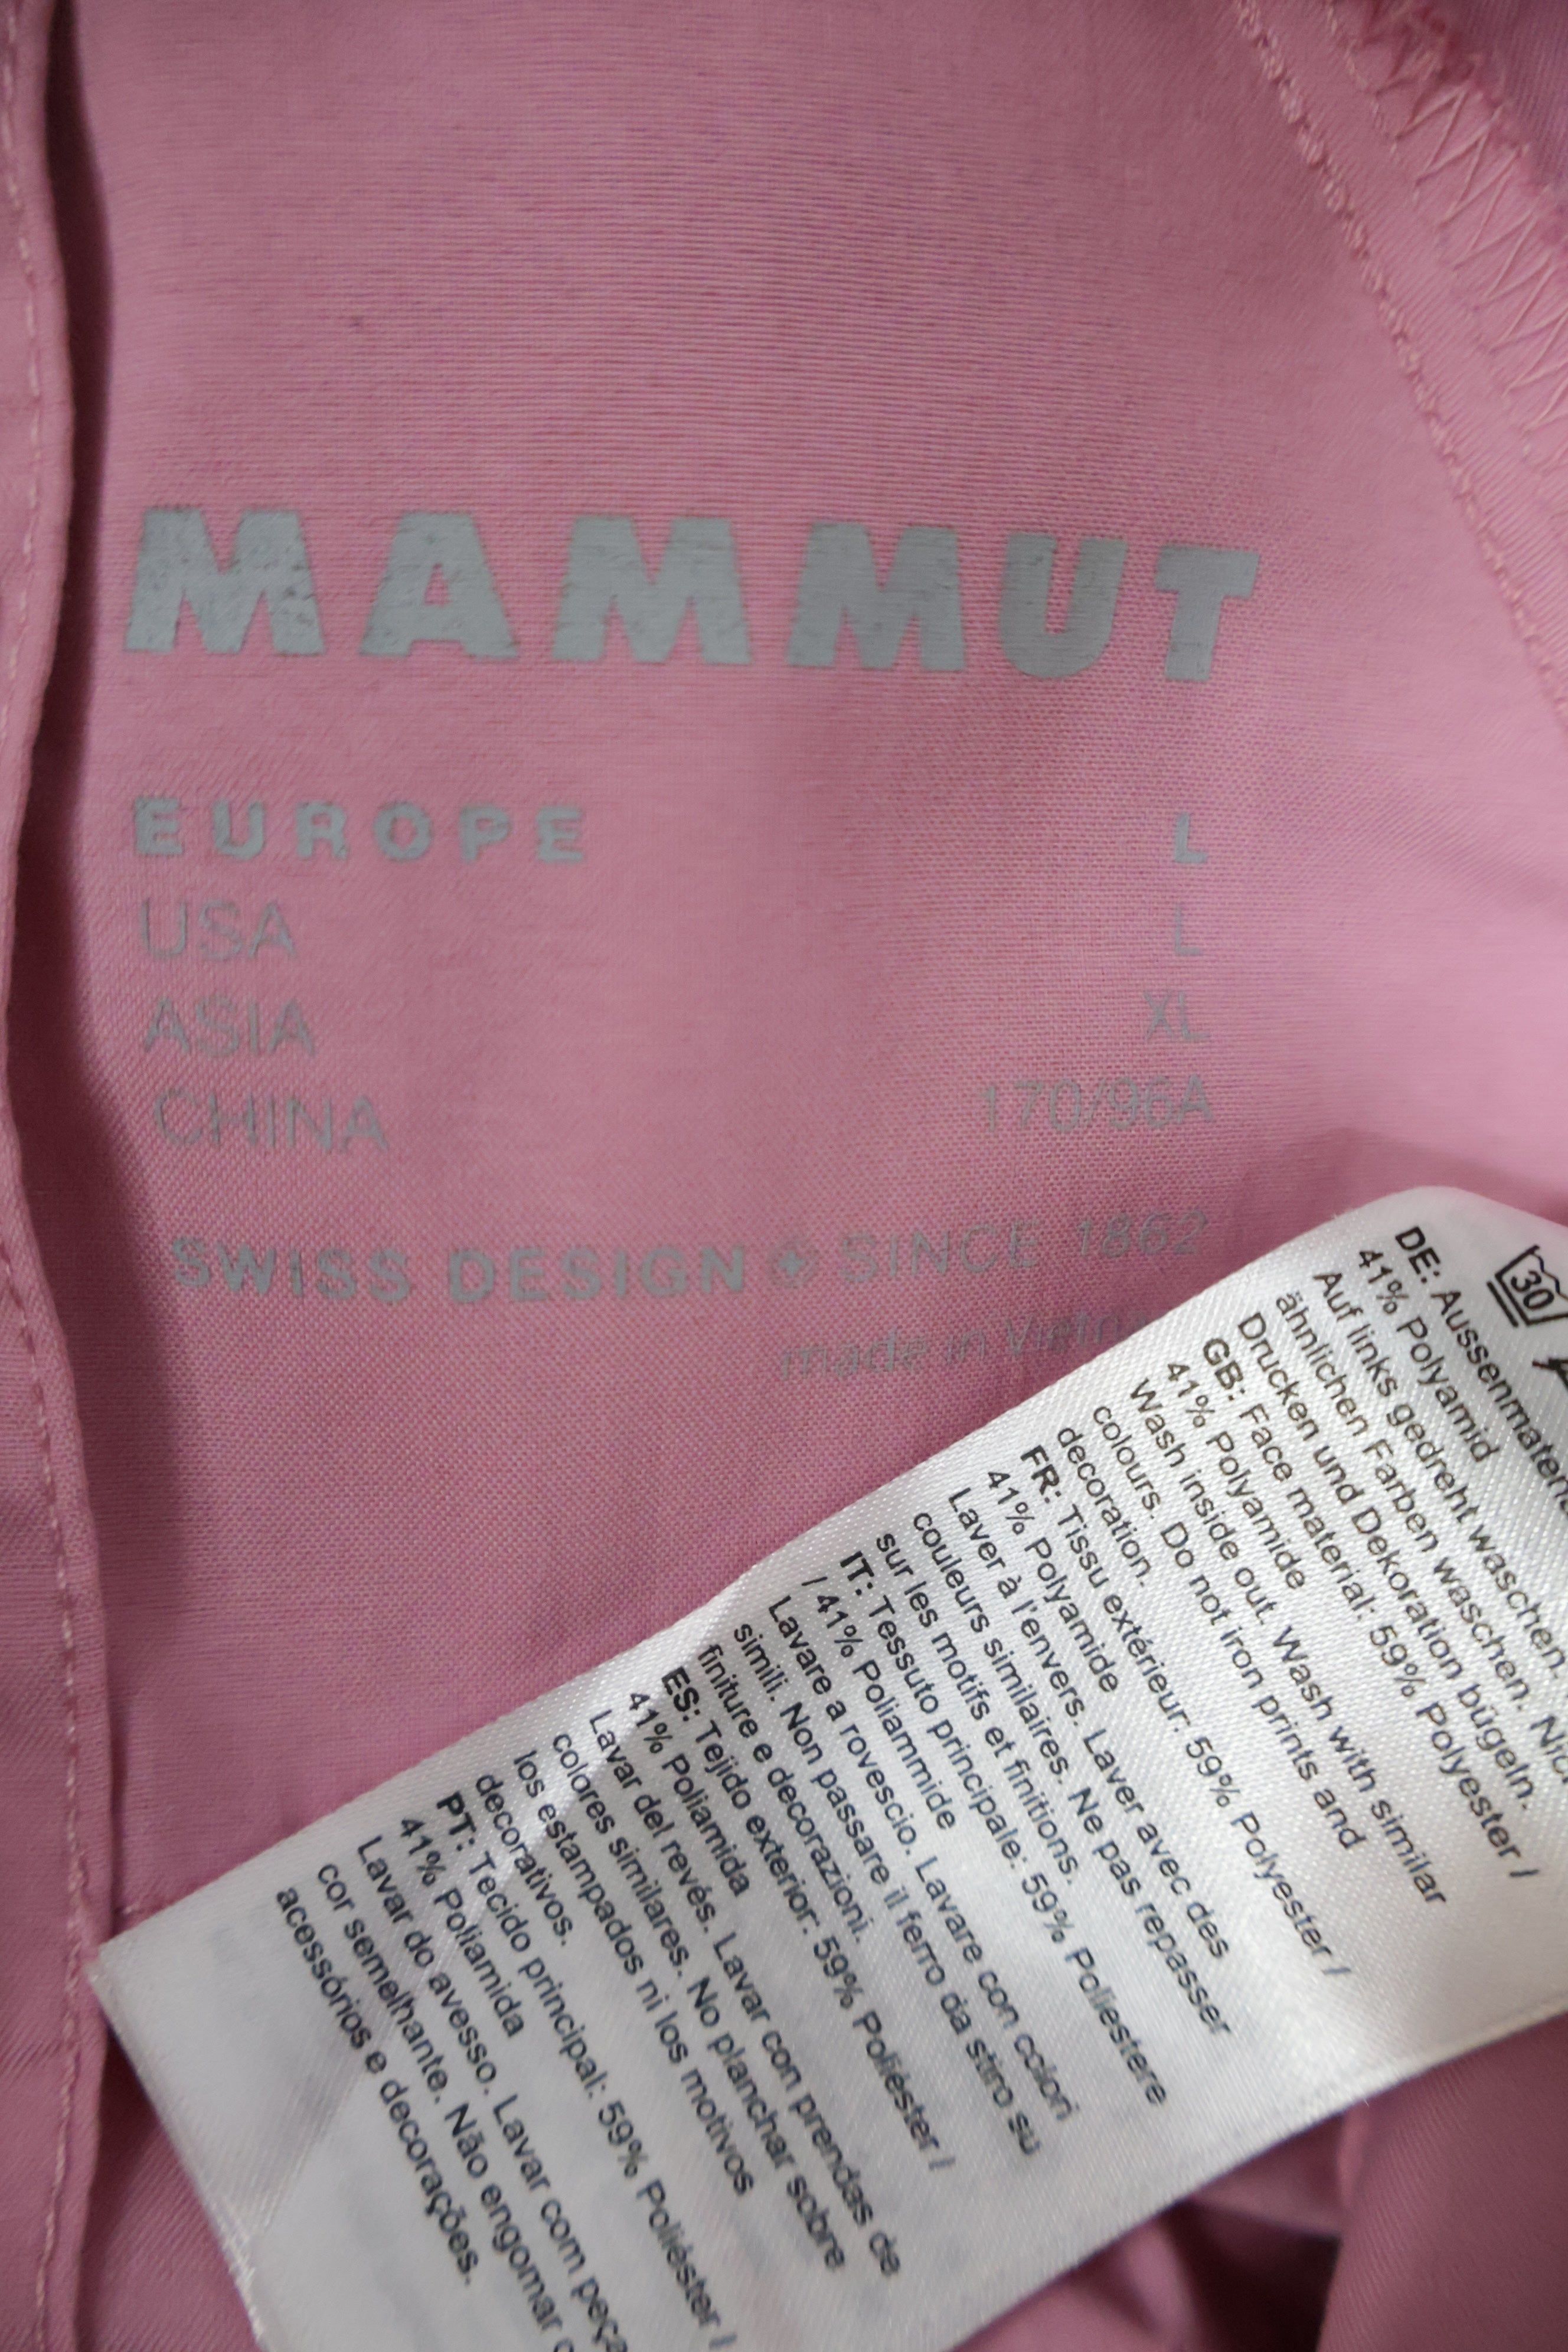 MAMMUT
EUROPE L
USA L
ASIA XL
CHINA 170/96A
SWISS DESIGN + SINCE 1862
made in
30
DE:
41% Polyamid
Auf links gedreht waschen.
ähnlichen Farben waschen.
Drucken und Dekoration bügeln.
GB: Face material: 59% Polyester /
41% Polyamide
Wash inside out. Wash with similar
colours. Do not iron prints and
decoration.
FR: Tissu extérieur: 59% Polyester /
41% Polyamide
Laver à l'envers. Laver avec des
couleurs similaires. Ne pas repasser
sur les motifs et finitions.
IT: Tessuto principale: 59% Poliestere
/ 41% Poliammide
Lavare a rovescio. Lavare con colori
simili. Non passare il ferro da stiro su
finiture e decorazioni.
ES: Tejido exterior: 59% Poliéster /
41% Poliamida
Lavar del revés. Lavar con prendas de
colores similares. No planchar sobre
los estampados ni los motivos
decorativos.
PT: Tecido principal: 59% Poliéster /
41% Poliamida
Lavar do avesso. Lavar com
cor semelhante. Não engomar
acessórios e decorações.